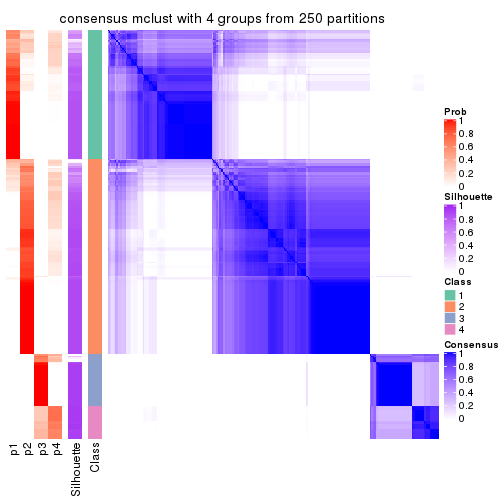 consensus mclust with 4 groups from 250 partitions
Prob
1
0.8
0.6
0.4
0.2
0
Silhouette
1
0.8
0.6
0.4
0.2
0
Class
1
2
3
4
Consensus
1
0.8
0.6
0.4
0.2
0
p1
p2
p3
p4
Silhouette
Class